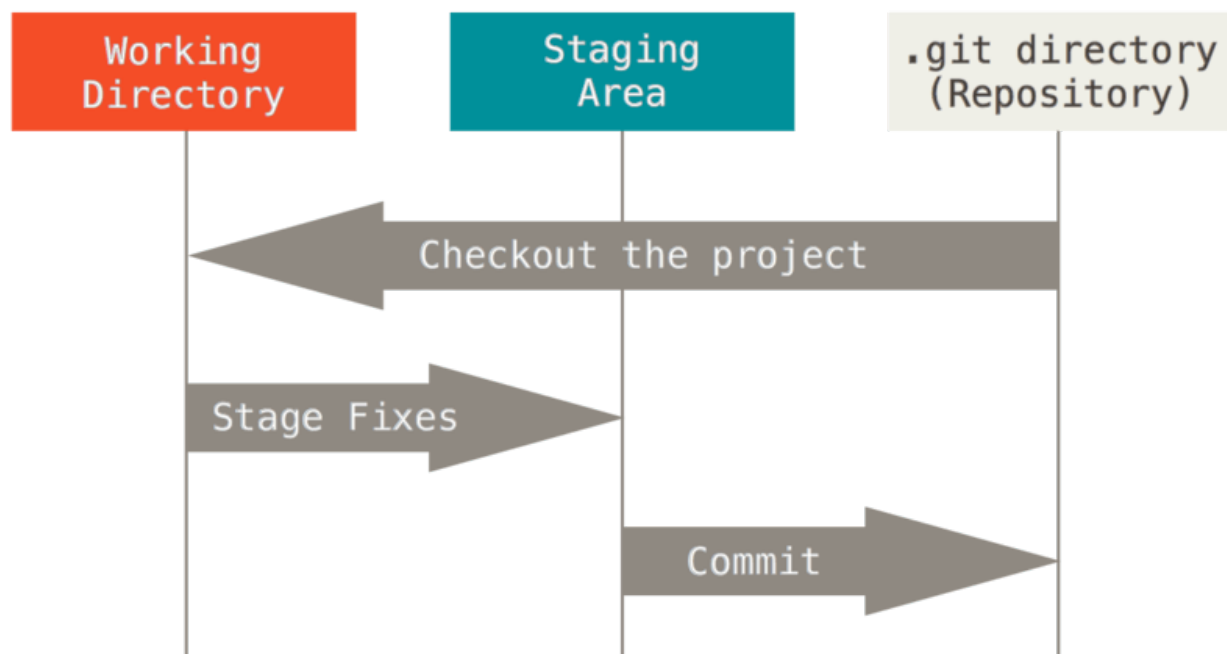 Working
Directory
Staging
Area
.git directory
(Repository)
Checkout the project
Stage Fixes
Commit